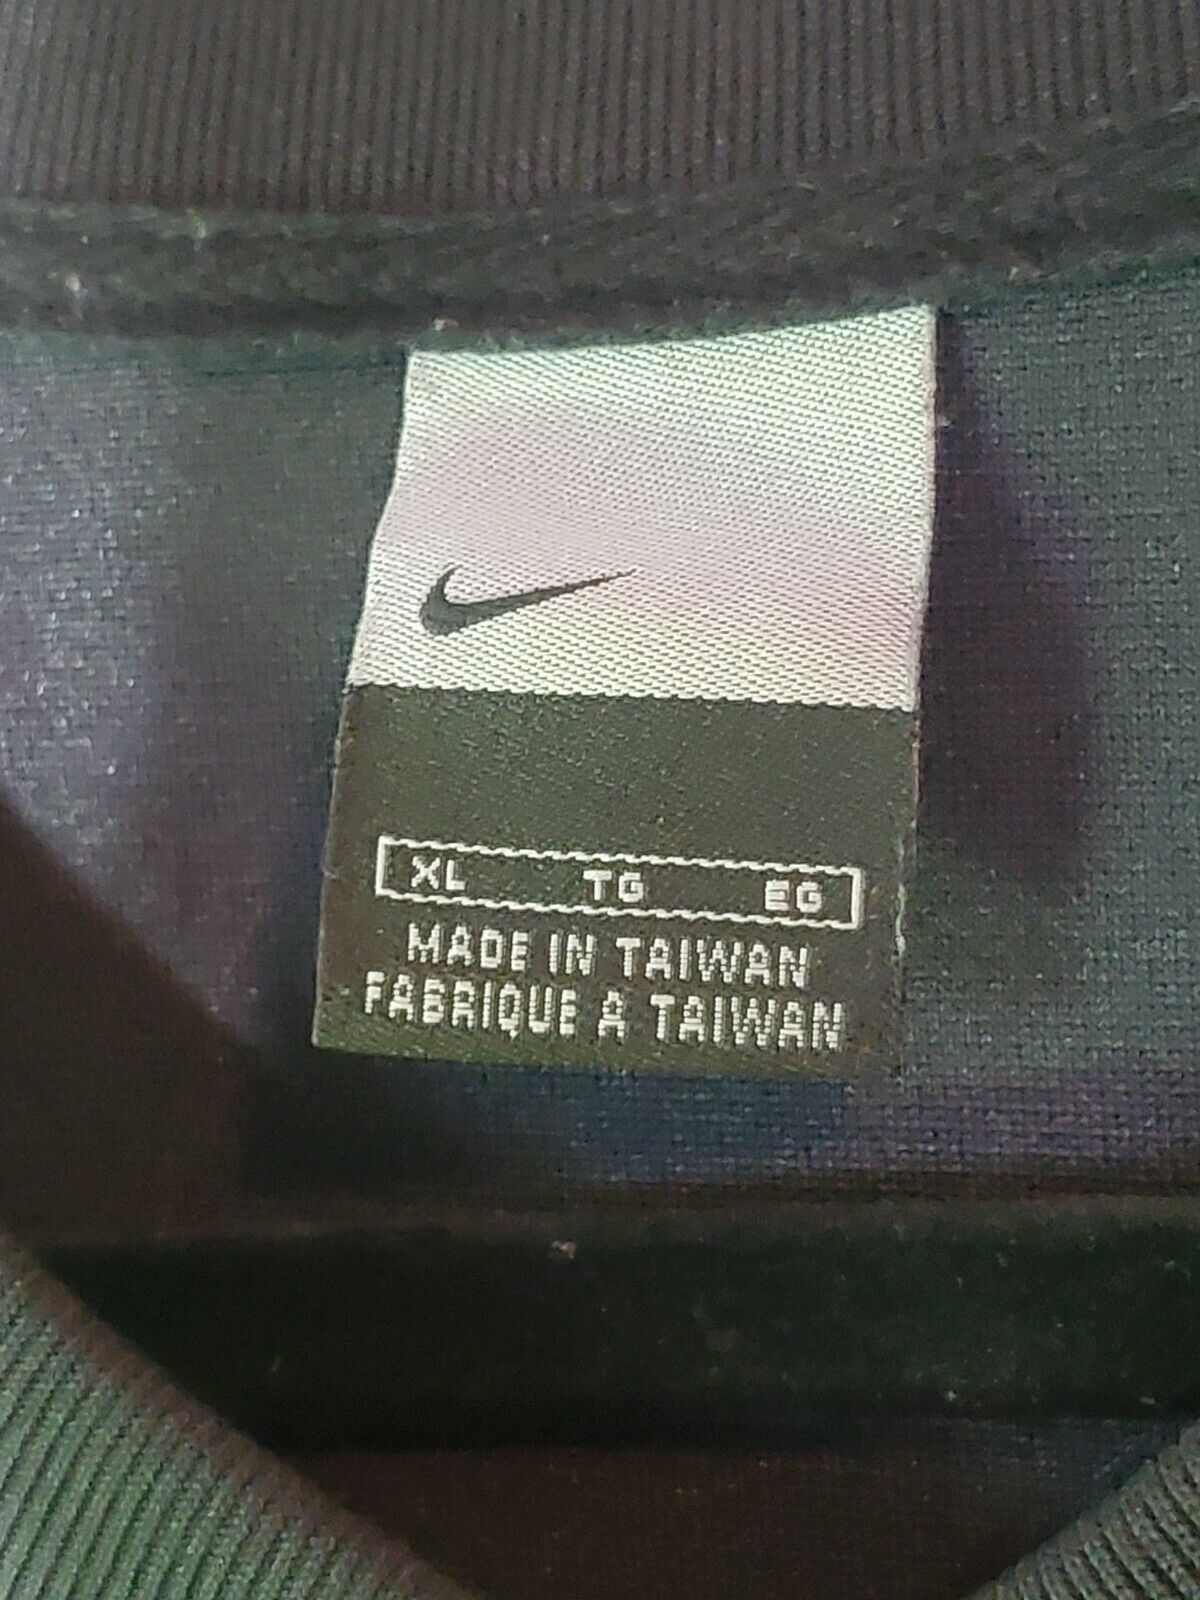 XL TG EG
MADE IN TAIWAN
FABRIQUE A TAIWAN